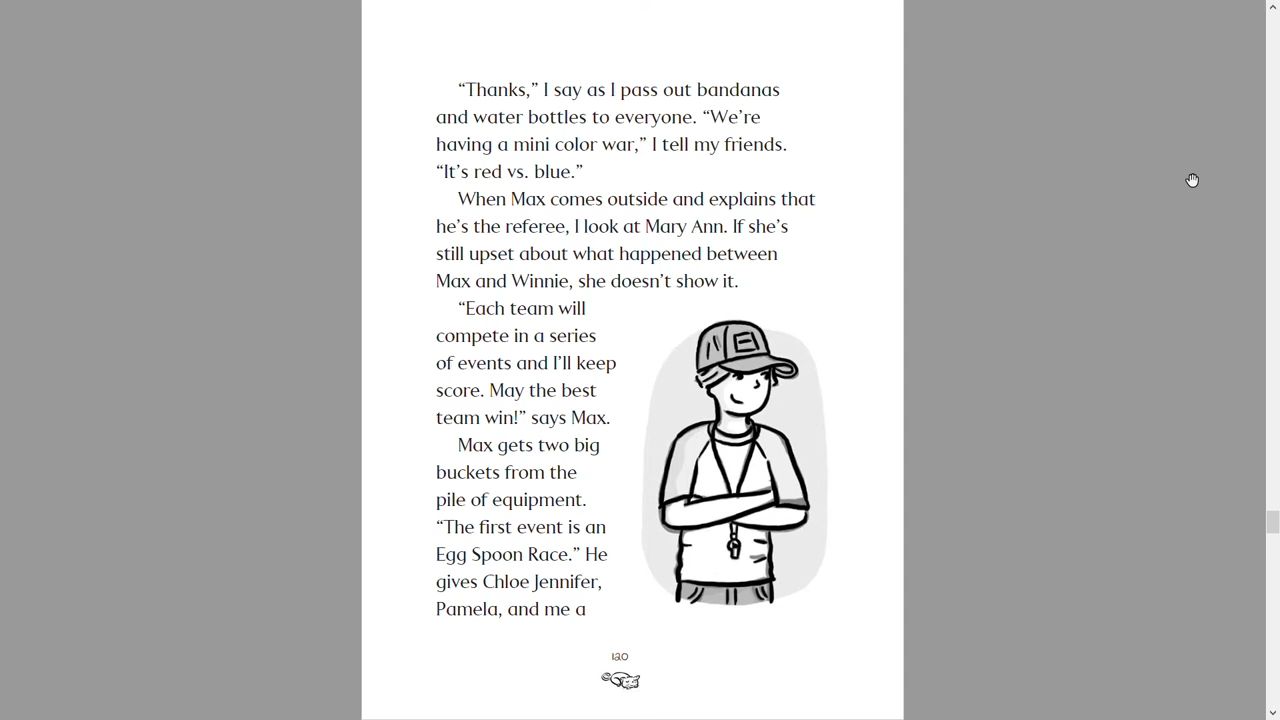 “Thanks,” I say as I pass out bandanas
and water bottles to everyone. “We’re
having a mini color war,” I tell my friends.
“It’s red vs. blue.”
When Max comes outside and explains that
he’s the referee, I look at Mary Ann. If she’s
still upset about what happened between
Max and Winnie, she doesn’t show it.
“Each team will
compete in a series
of events and I’ll keep
score. May the best
team win!” says Max.
Max gets two big
buckets from the
pile of equipment.
“The first event is an
Egg Spoon Race.” He
gives Chloe Jennifer,
Pamela, and me a
120